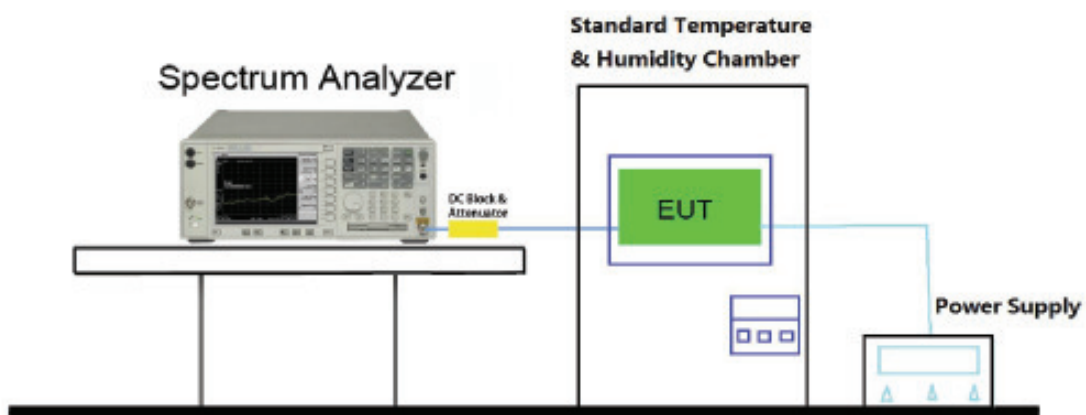 Standard Temperature
& Humidity Chamber
Spectrum Analyzer
DC Block &
Attenuator
EUT
Power Supply